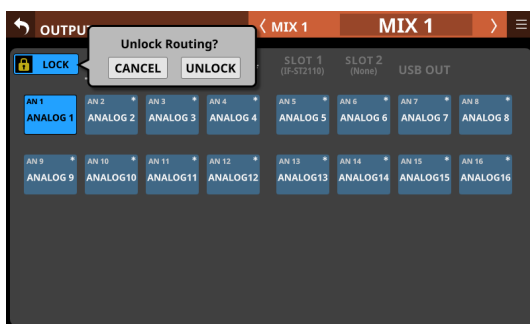 OUTPU
MIX 1
MIX 1
Unlock Routing?
CANCEL
UNLOCK
LOCK
SLOT 1
(IF-ST2110)
SLOT 2
(None)
USB OUT
AN 1 AN 2 * AN 3 * AN 4 * AN 5 * AN 6 * AN 7 * AN 8 *
ANALOG 1 ANALOG 2 ANALOG 3 ANALOG 4 ANALOG 5 ANALOG 6 ANALOG 7 ANALOG 8
AN 9 * AN 10 * AN 11 * AN 12 * AN 13 * AN 14 * AN 15 * AN 16 *
ANALOG 9 ANALOG10 ANALOG11 ANALOG12 ANALOG13 ANALOG14 ANALOG15 ANALOG16